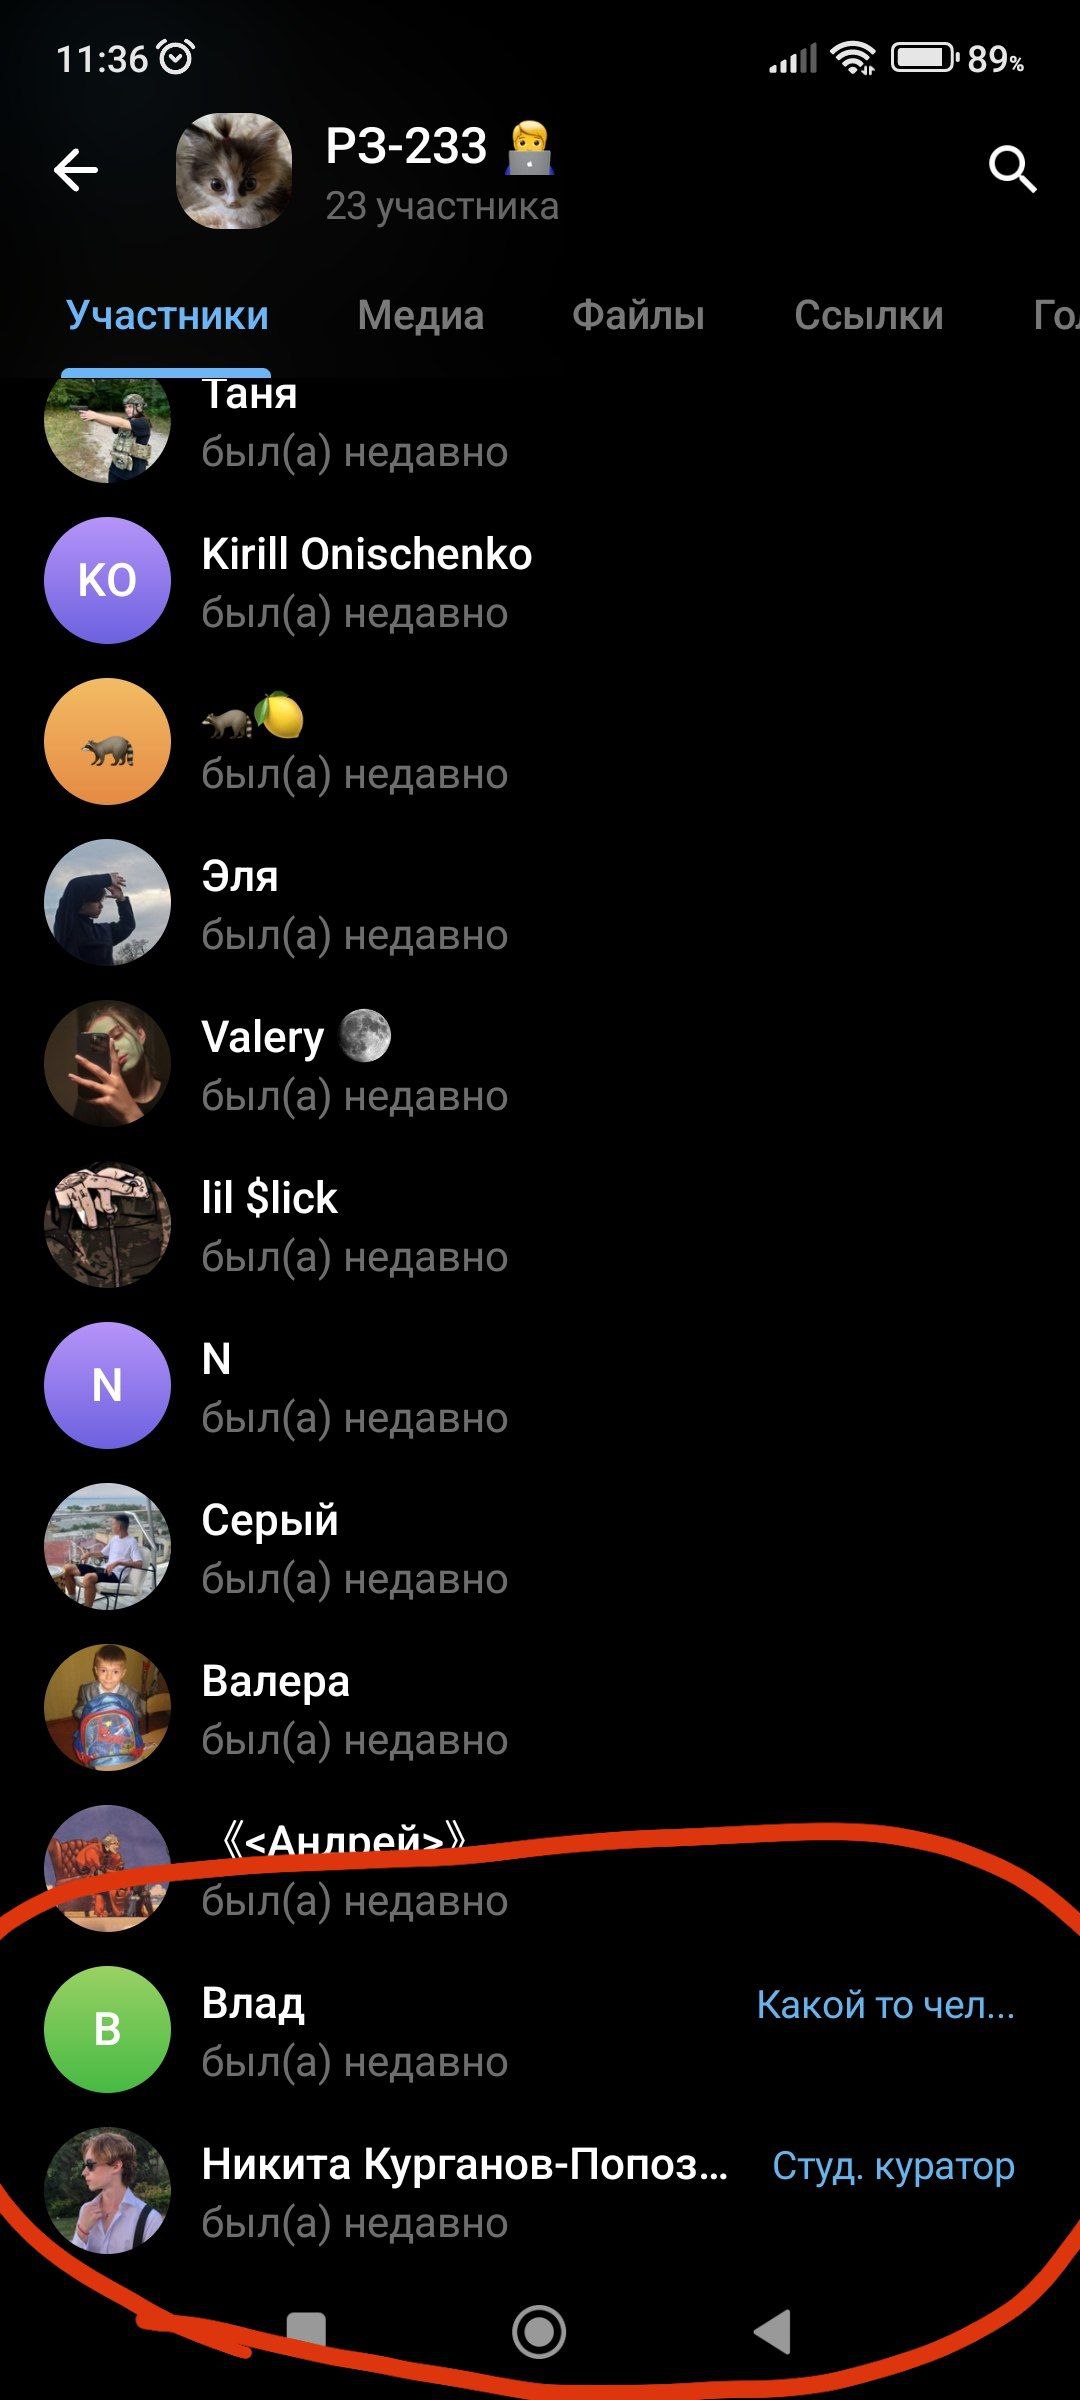 11:36
89%
РЗ-233
23 участника
Участники Медиа Файлы Ссылки Гол
Таня
был(а) недавно
KO
Kirill Onischenko
был(а) недавно
был(а) недавно
Эля
был(а) недавно
Valery
был(а) недавно
lil $lick
был(а) недавно
N
N
был(а) недавно
Серый
был(а) недавно
Валера
был(а) недавно
《<Андрей>》
был(а) недавно
В
Влад
Какой то чел...
был(а) недавно
Никита Курганов-Попоз...
Студ. куратор
был(а) недавно